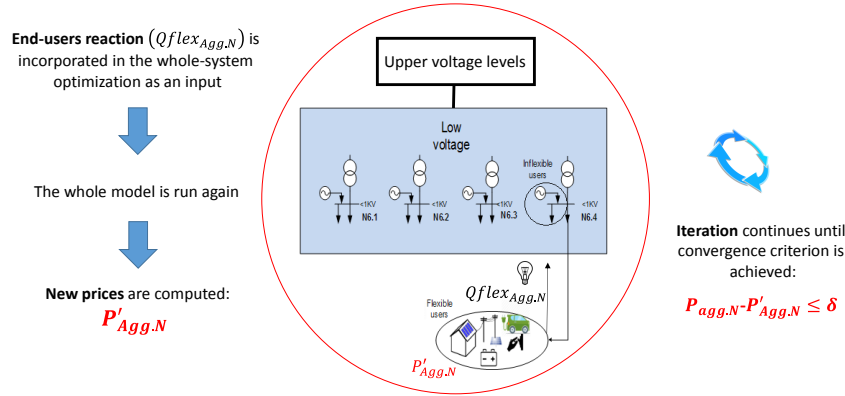 End-users reaction (Qflex_Agg.N) is
incorporated in the whole-system
optimization as an input
The whole model is run again
New prices are computed:
P′_Agg.N
Upper voltage levels
Low
voltage
Inflexible
users
<1KV
N6.1
<1KV
N6.2
<1KV
N6.3
<1KV
N6.4
Qflex_Agg.N
Flexible
users
P′_Agg.N
Iteration continues until
convergence criterion is
achieved:
P_agg.N-P′_Agg.N ≤ δ